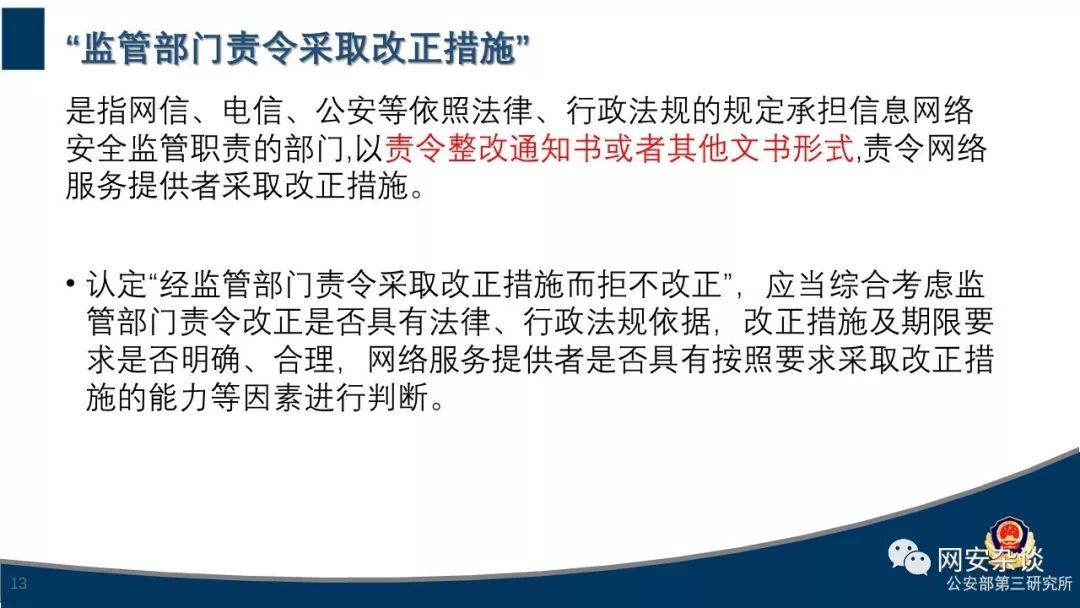 “监管部门责令采取改正措施”
是指网信、电信、公安等依照法律、行政法规的规定承担信息网络
安全监管职责的部门,以责令整改通知书或者其他文书形式,责令网络
服务提供者采取改正措施。
• 认定“经监管部门责令采取改正措施而拒不改正”，应当综合考虑监
管部门责令改正是否具有法律、行政法规依据，改正措施及期限要
求是否明确、合理，网络服务提供者是否具有按照要求采取改正措
施的能力等因素进行判断。
网安杂谈
公安部第三研究所
13